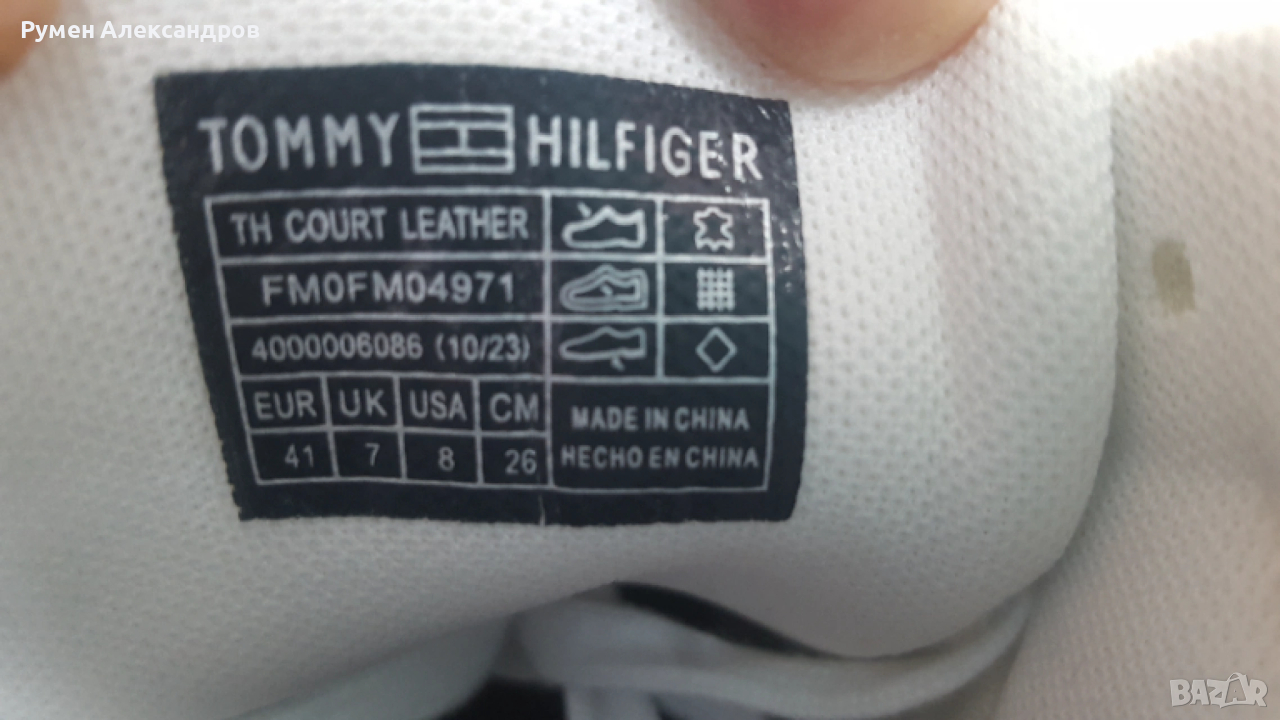 Румен Александров
TOMMY HILFIGER
TH COURT LEATHER
FM0FM04971
4000006086 (10/23)
EUR UK USA CM
41 7 8 26
MADE IN CHINA
HECHO EN CHINA
BAZAR